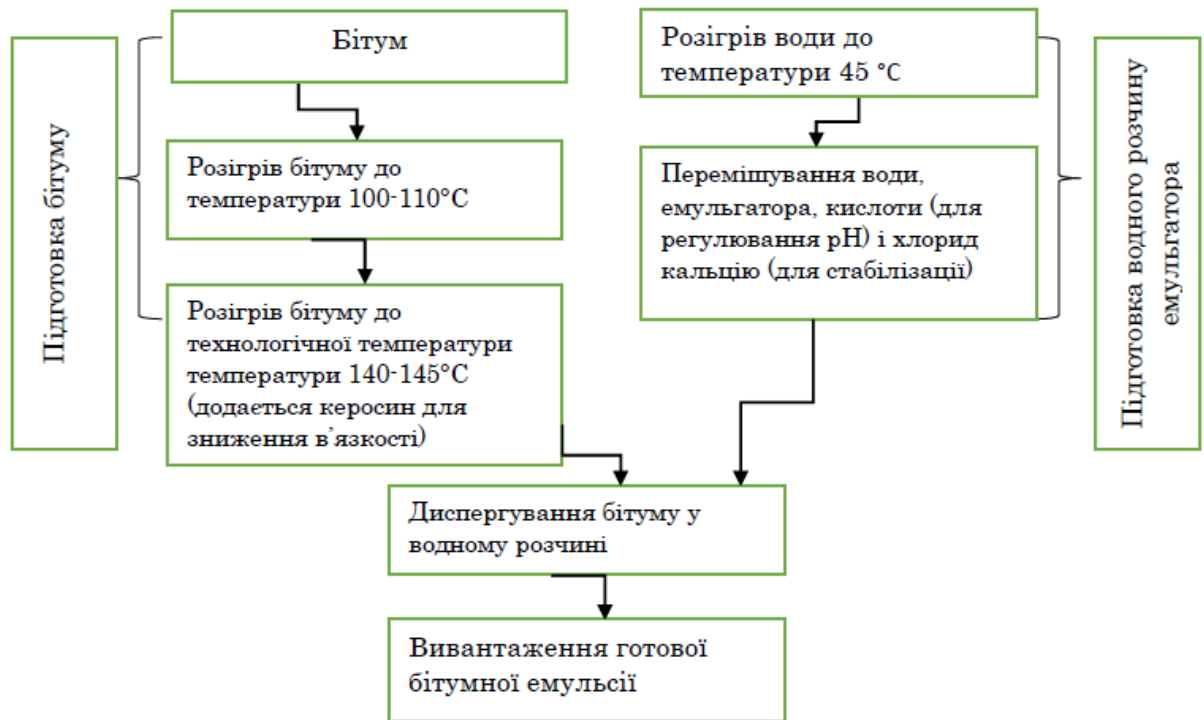 Підготовка бітуму
Бітум
Розігрів бітуму до
температури 100-110°С
Розігрів бітуму до
технологічної температури
температури 140-145°С
(додається керосин для
зниження в’язкості)
Розігрів води до
температури 45 °С
Перемішування води,
емульгатора, кислоти (для
регулювання рН) і хлорид
кальцію (для стабілізації)
Підготовка водного розчину
емульгатора
Диспергування бітуму у
водному розчині
Вивантаження готової
бітумної емульсії